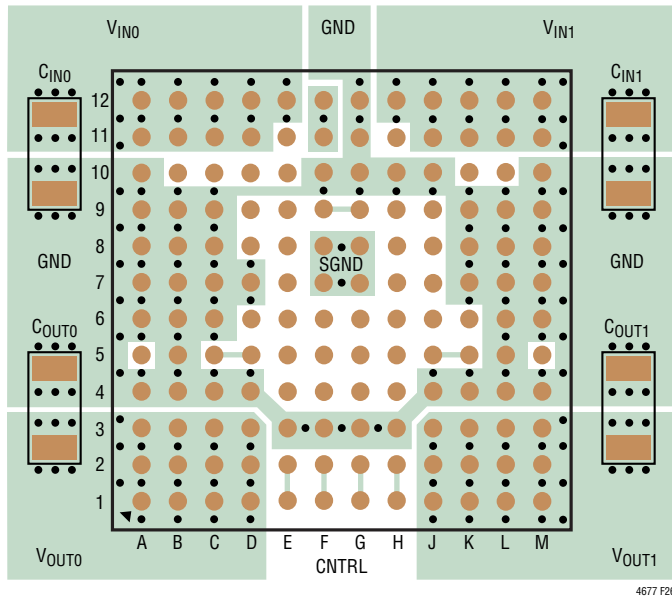 VIN0 GND VIN1
CIN0 CIN1
12
11
10
9
8
SGND
GND 7 GND
6
COUT0 COUT1
5
4
3
2
1
A B C D E F G H J K L M
VOUT0 CNTRL VOUT1
4677 F26